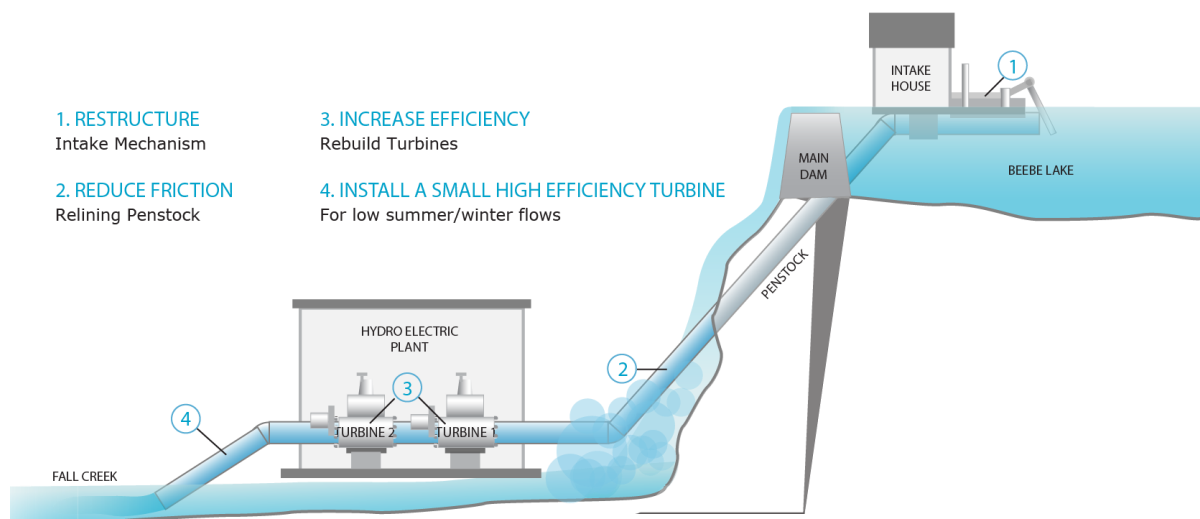 1. RESTRUCTURE
Intake Mechanism
2. REDUCE FRICTION
Relining Penstock
3. INCREASE EFFICIENCY
Rebuild Turbines
4. INSTALL A SMALL HIGH EFFICIENCY TURBINE
For low summer/winter flows
INTAKE
HOUSE
1
MAIN
DAM
BEEBE LAKE
PENSTOCK
HYDRO ELECTRIC
PLANT
2
3
4
TURBINE 2
TURBINE 1
FALL CREEK